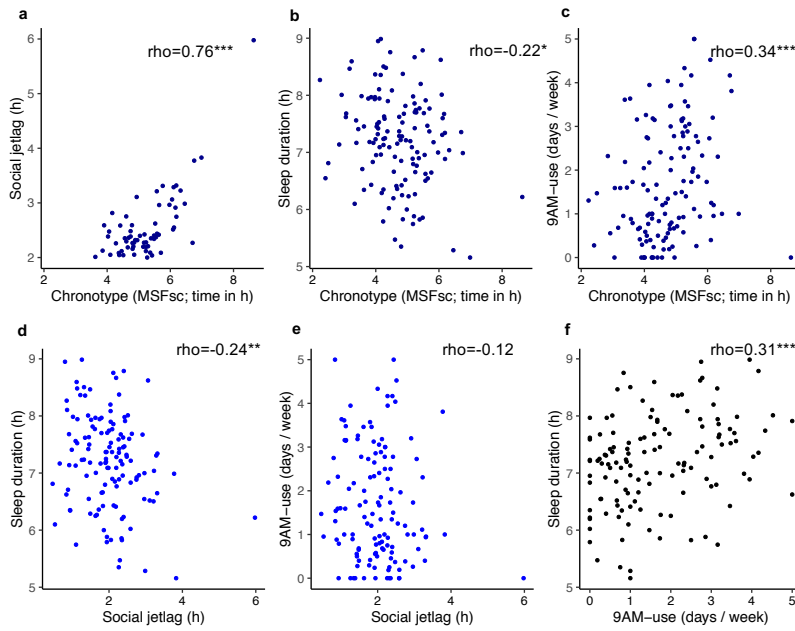 a
rho=0.76***
Social jetlag (h)
6
5
4
3
2
2
4
6
8
Chronotype (MSFsc; time in h)
b
rho=-0.22*
Sleep duration (h)
9
8
7
6
5
2
4
6
8
Chronotype (MSFsc; time in h)
c
rho=0.34***
9AM−use (days / week)
5
4
3
2
1
0
2
4
6
8
Chronotype (MSFsc; time in h)
d
rho=-0.24**
Sleep duration (h)
9
8
7
6
5
2
4
6
Social jetlag (h)
e
rho=-0.12
9AM−use (days / week)
5
4
3
2
1
0
2
4
6
Social jetlag (h)
f
rho=0.31***
Sleep duration (h)
9
8
7
6
5
0
1
2
3
4
5
9AM−use (days / week)